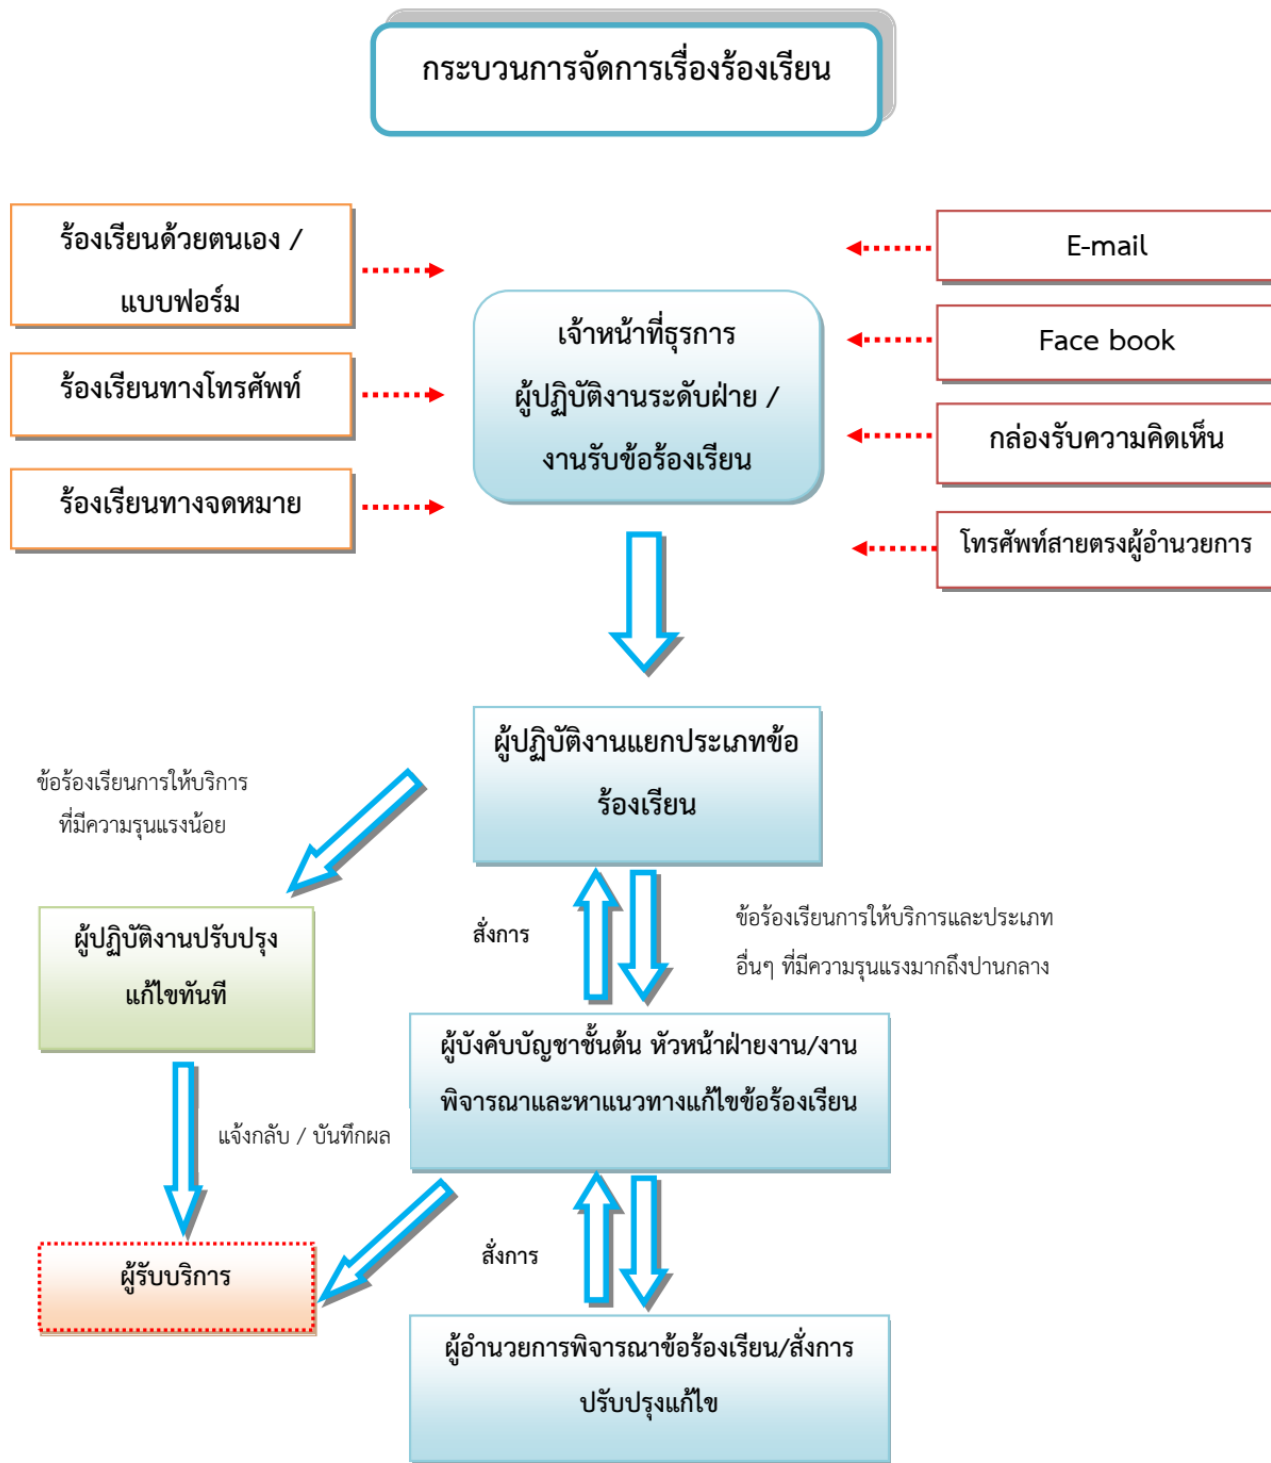 กระบวนการจัดการเรื่องร้องเรียน
ร้องเรียนด้วยตนเอง /
แบบฟอร์ม
ร้องเรียนทางโทรศัพท์
ร้องเรียนทางจดหมาย
เจ้าหน้าที่ธุรการ
ผู้ปฏิบัติงานระดับฝ่าย /
งานรับข้อร้องเรียน
E-mail
Face book
กล่องรับความคิดเห็น
โทรศัพท์สายตรงผู้อำนวยการ
ผู้ปฏิบัติงานแยกประเภทข้อ
ร้องเรียน
ข้อร้องเรียนการให้บริการ
ที่มีความรุนแรงน้อย
ผู้ปฏิบัติงานปรับปรุง
แก้ไขทันที
สั่งการ
ข้อร้องเรียนการให้บริการและประเภท
อื่นๆ ที่มีความรุนแรงมากถึงปานกลาง
ผู้บังคับบัญชาชั้นต้น หัวหน้าฝ่ายงาน/งาน
พิจารณาและหาแนวทางแก้ไขข้อร้องเรียน
แจ้งกลับ / บันทึกผล
ผู้รับบริการ
สั่งการ
ผู้อำนวยการพิจารณาข้อร้องเรียน/สั่งการ
ปรับปรุงแก้ไข